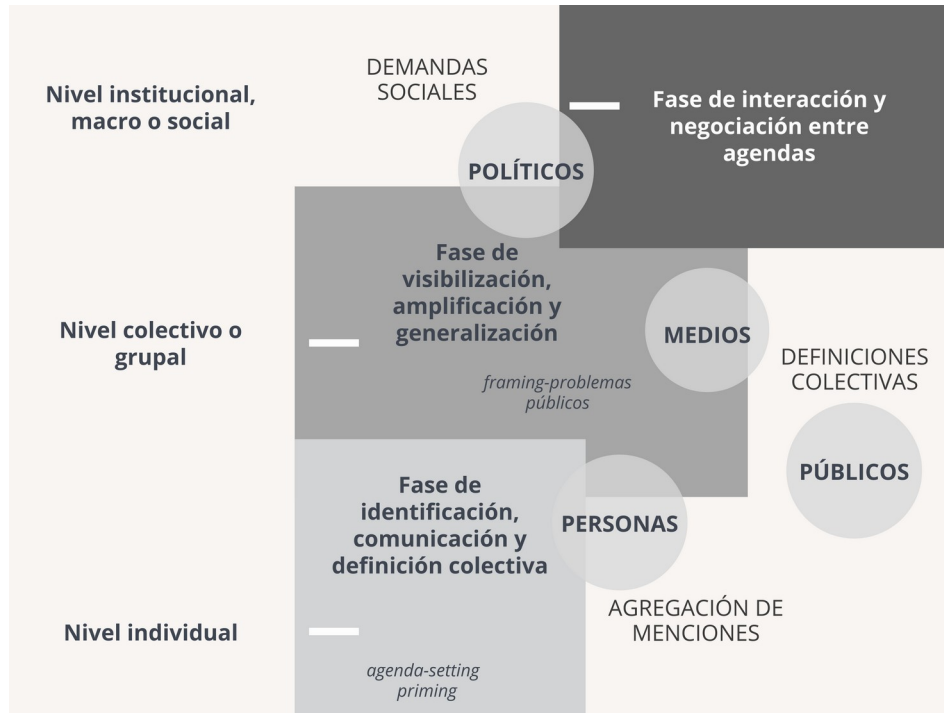 DEMANDAS
SOCIALES
Nivel institucional,
macro o social
Fase de interacción y
negociación entre
agendas
POLÍTICOS
Fase de
visibilización,
amplificación y
generalización
Nivel colectivo o
grupal
MEDIOS
framing-problemas
públicos
DEFINICIONES
COLECTIVAS
PÚBLICOS
Fase de
identificación,
comunicación y
definición colectiva
PERSONAS
AGREGACIÓN DE
MENCIONES
Nivel individual
agenda-setting
priming